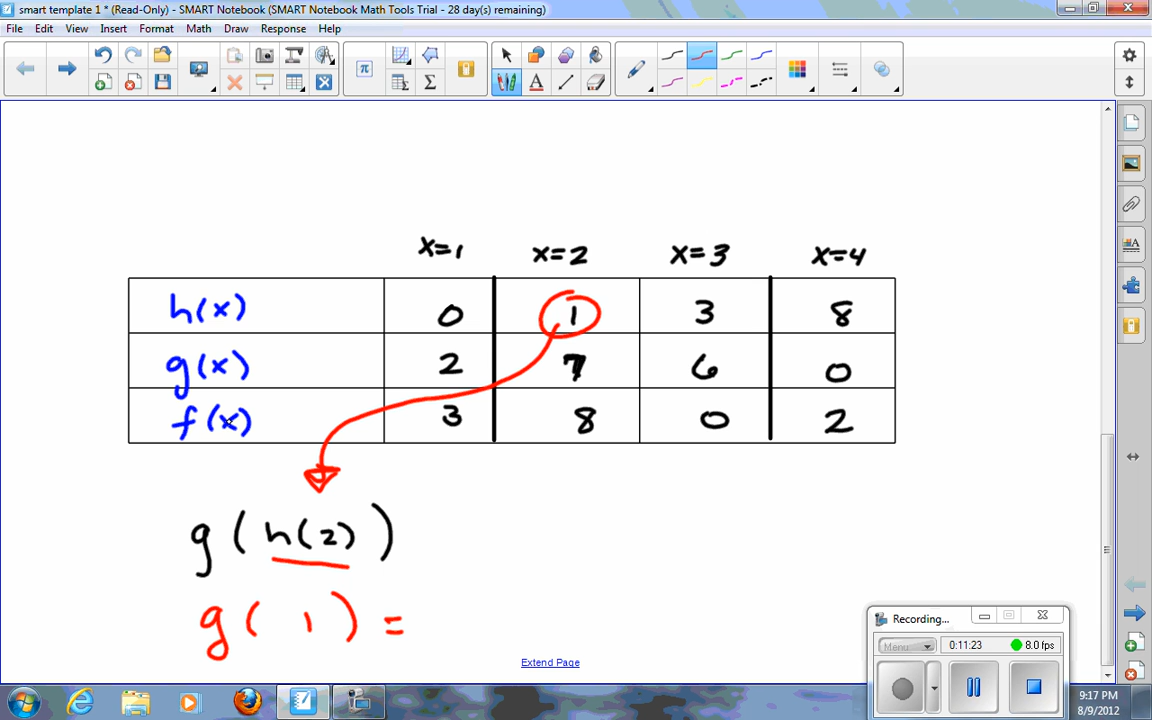 smart template 1 * (Read-Only) - SMART Notebook (SMART Notebook Math Tools Trial - 28 day(s) remaining)
File Edit View Insert Format Math Draw Response Help
x=1 x=2 x=3 x=4
h(x) 0 1 3 8
g(x) 2 7 6 0
f(x) 3 8 0 2
g(h(2))
g(1) =
Extend Page
Recording...
Menu 0:11:23 8.0 fps
9:17 PM
8/9/2012